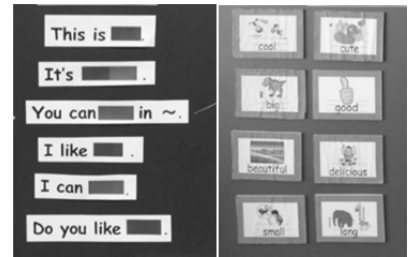 This is .
It's .
You can in ~.
I like .
I can .
Do you like .
cool
cute
big
good
beautiful
delicious
small
long